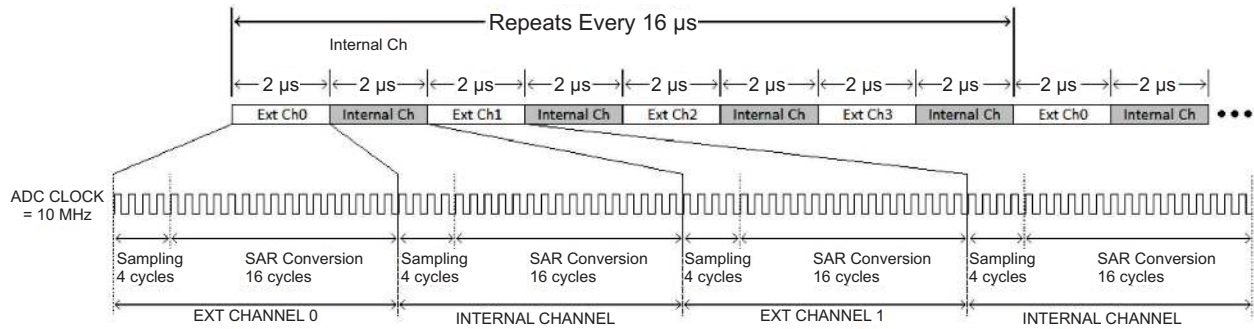 Repeats Every 16 µs
Internal Ch
2 µs 2 µs 2 µs 2 µs 2 µs 2 µs 2 µs 2 µs 2 µs 2 µs
Ext Ch0 Internal Ch Ext Ch1 Internal Ch Ext Ch2 Internal Ch Ext Ch3 Internal Ch Ext Ch0 Internal Ch
ADC CLOCK
= 10 MHz
Sampling SAR Conversion Sampling SAR Conversion Sampling SAR Conversion Sampling SAR Conversion
4 cycles 16 cycles 4 cycles 16 cycles 4 cycles 16 cycles 4 cycles 16 cycles
EXT CHANNEL 0 INTERNAL CHANNEL EXT CHANNEL 1 INTERNAL CHANNEL